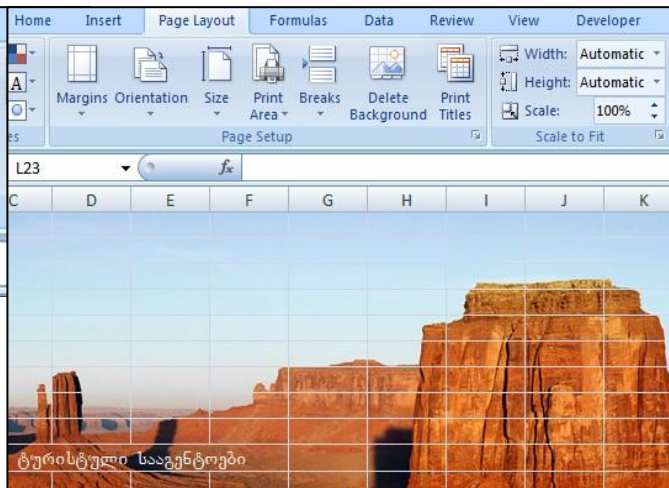 Home Insert Page Layout Formulas Data Review View Developer
Margins Orientation Size Print Area Breaks Delete Background Print Titles
Width: Automatic
Height: Automatic
Scale: 100%
A
es Page Setup Scale to Fit
L23 fx
C D E F G H I J K
ტურისტული სააგენტოები